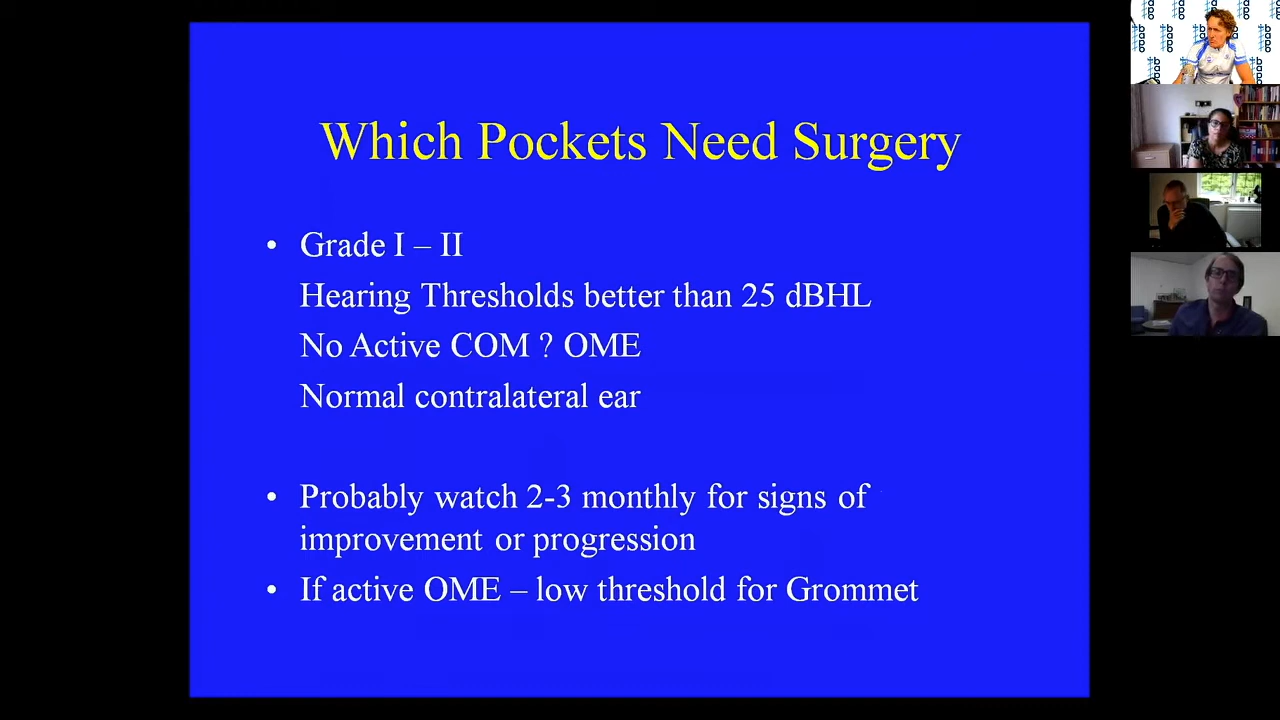 Which Pockets Need Surgery
• Grade I – II
Hearing Thresholds better than 25 dBHL
No Active COM ? OME
Normal contralateral ear
• Probably watch 2-3 monthly for signs of
improvement or progression
• If active OME – low threshold for Grommet